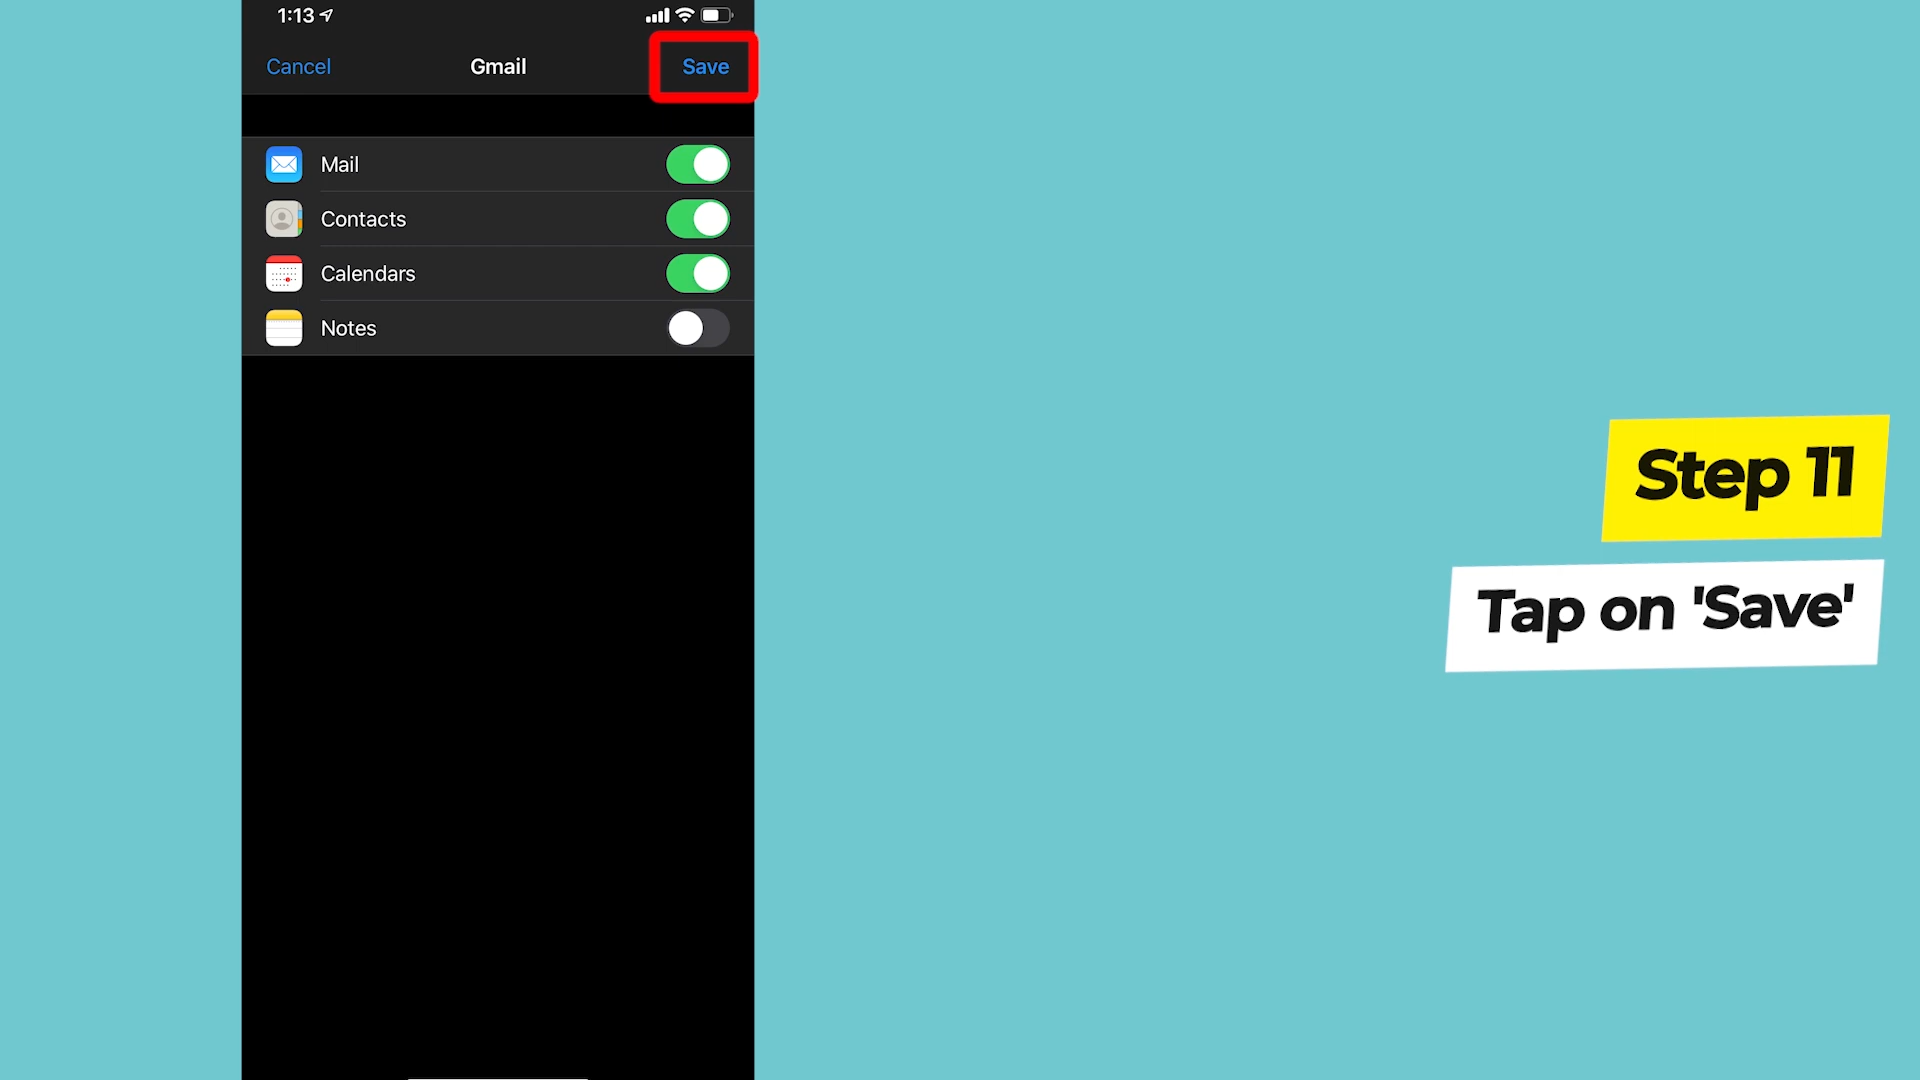 1:13
Cancel
Gmail
Save
Mail
Contacts
Calendars
Notes
Step 11
Tap on 'Save'